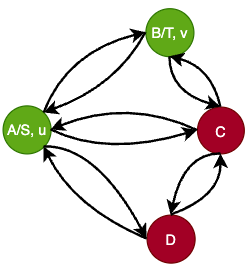 B/T, v
A/S, u
C
D